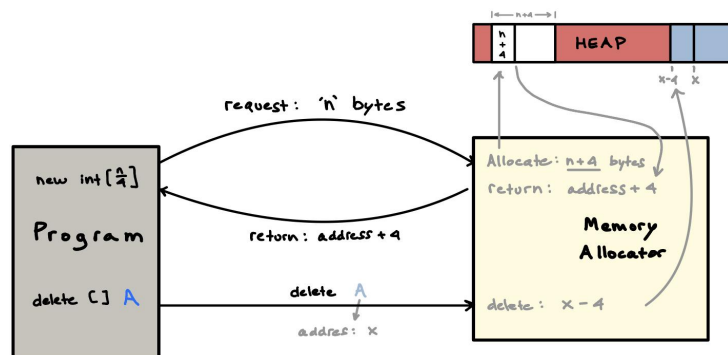 n+4
n
+
4
HEAP
x-4
x
request: 'n' bytes
new int[n/4]
Program
delete [] A
return: address + 4
delete A
addres: x
Allocate: n+4 bytes
return: address + 4
Memory
Allocator
delete: x - 4